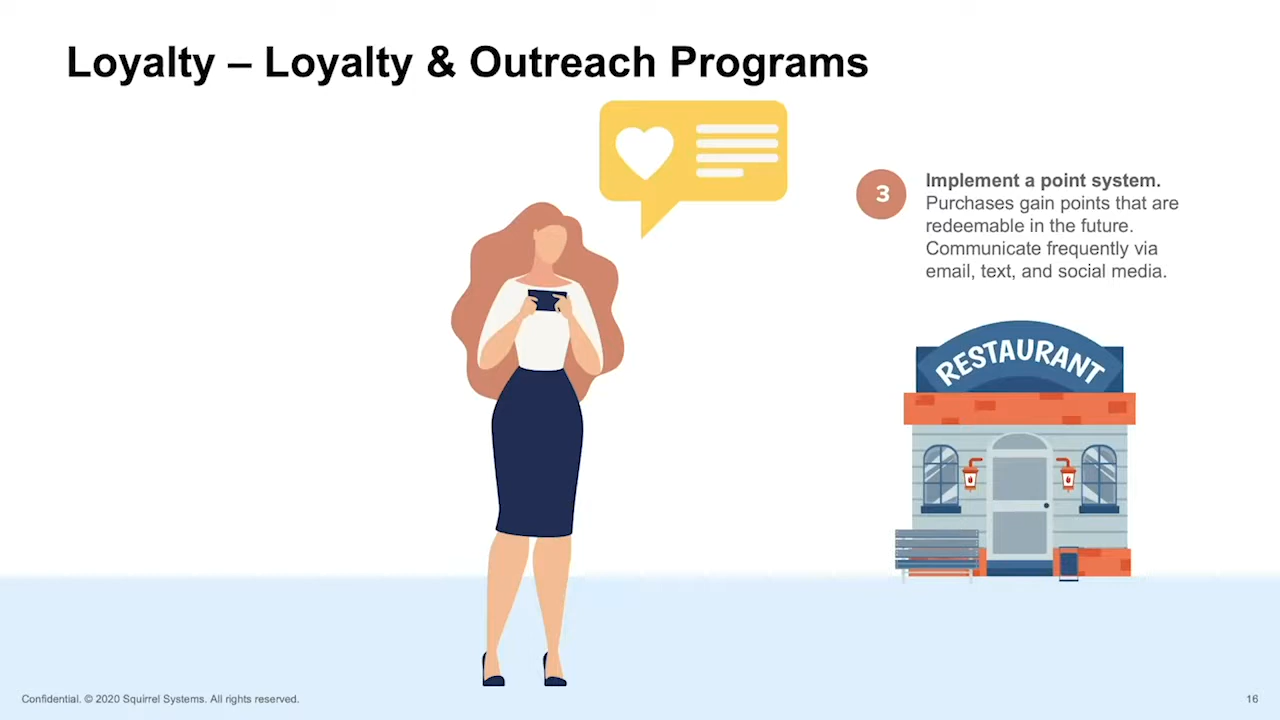 Loyalty – Loyalty & Outreach Programs
3
Implement a point system.
Purchases gain points that are
redeemable in the future.
Communicate frequently via
email, text, and social media.
RESTAURANT
Confidential. © 2020 Squirrel Systems. All rights reserved.
16